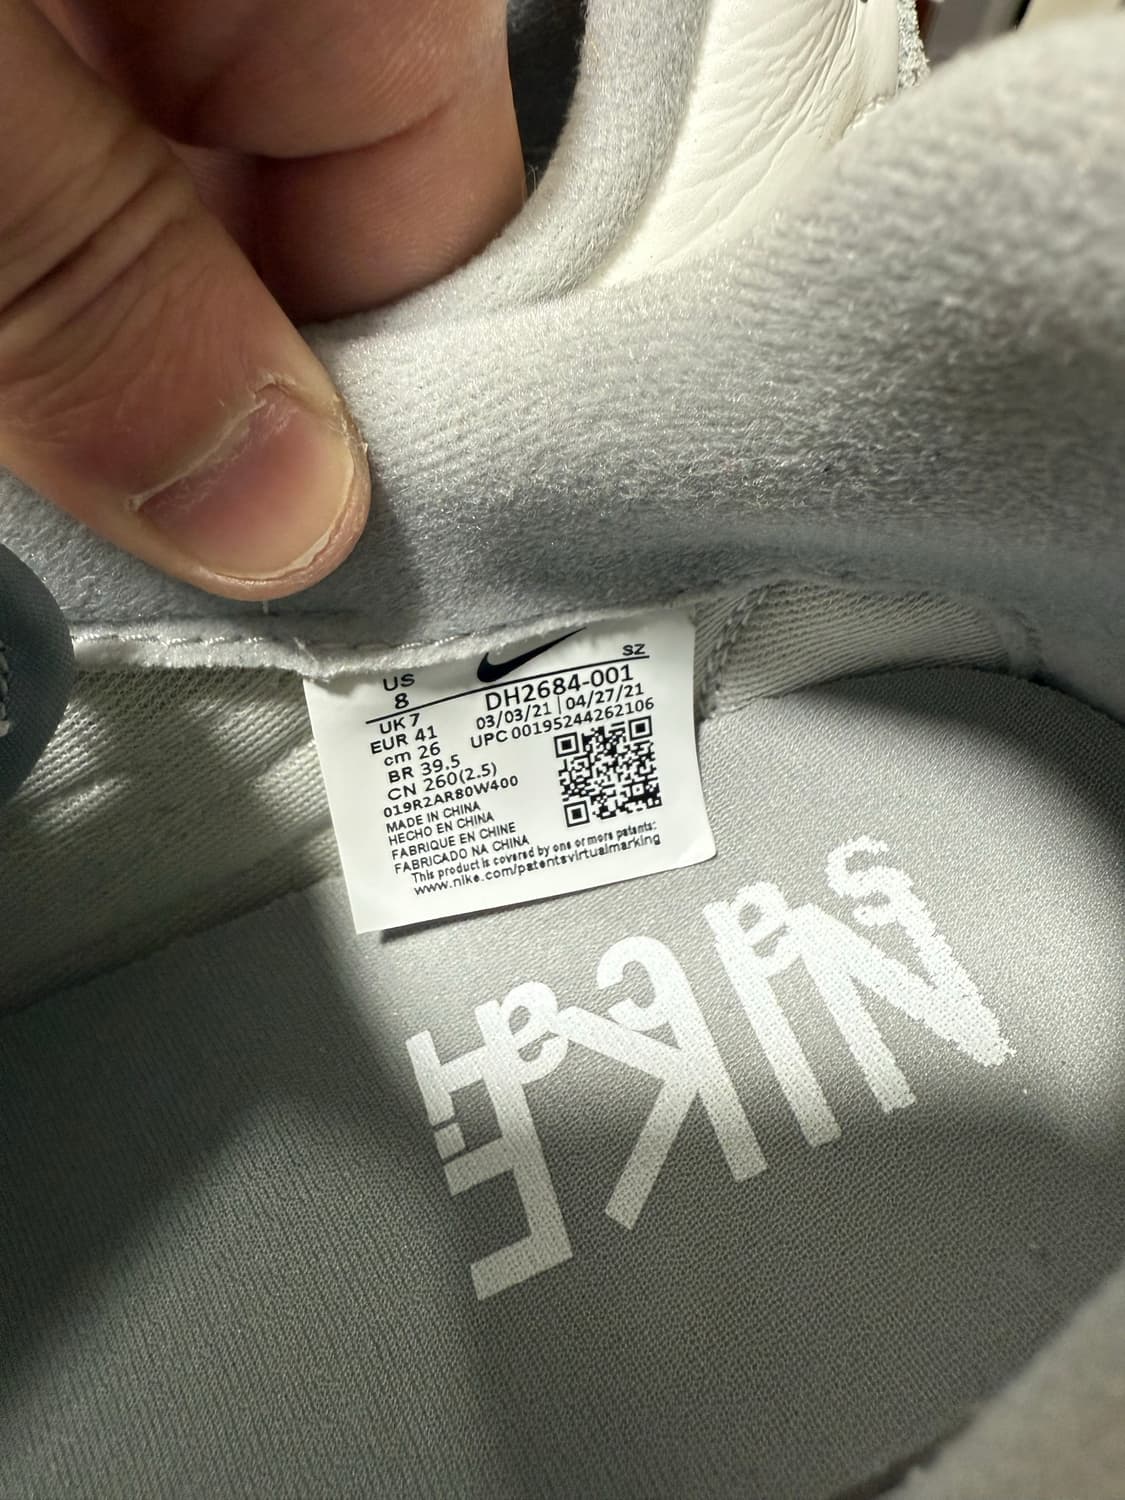 US
8
UK 7
EUR 41
cm 26
BR 39.5
CN 260(2.5)
019R2AR80W400
SZ
DH2684-001
03/03/21 | 04/27/21
UPC 00195244262106
MADE IN CHINA
HECHO EN CHINA
FABRIQUE EN CHINE
FABRICADO NA CHINA
This product is covered by one or more patents:
www.nike.com/patentsvirtualmarking
NIKE
sacai